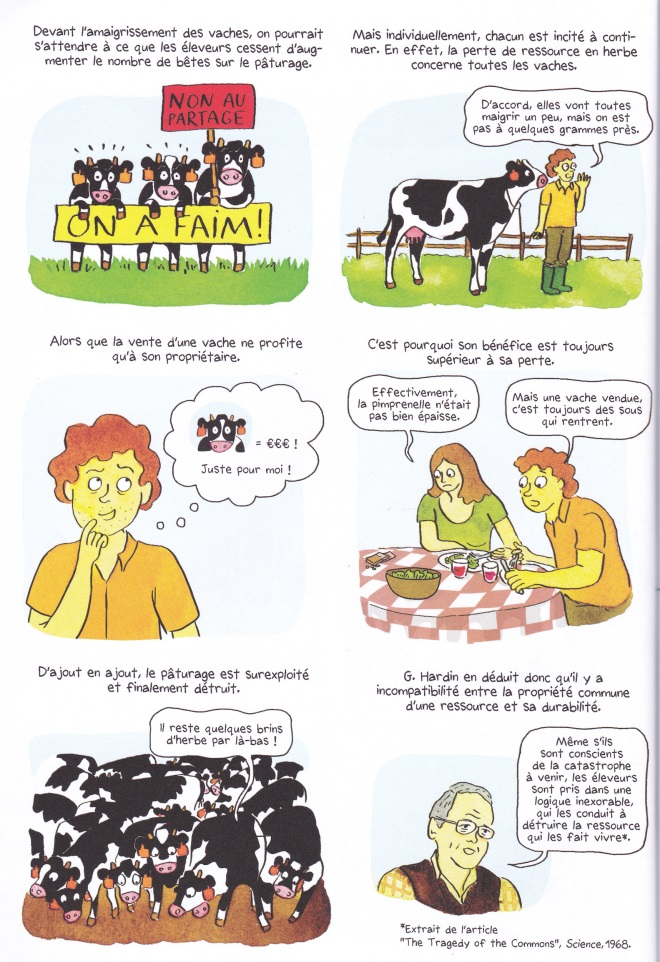 Devant l'amaigrissement des vaches, on pourrait
s'attendre à ce que les éleveurs cessent d'aug-
menter le nombre de bêtes sur le pâturage.
NON AU
PARTAGE
ON A FAIM!
Mais individuellement, chacun est incité à conti-
nuer. En effet, la perte de ressource en herbe
concerne toutes les vaches.
D'accord, elles vont toutes
maigrir un peu, mais on est
pas à quelques grammes près.
Alors que la vente d'une vache ne profite
qu'à son propriétaire.
= €€€ !
Juste pour moi !
C'est pourquoi son bénéfice est toujours
supérieur à sa perte.
Effectivement,
la pimprenelle n'était
pas bien épaisse.
Mais une vache vendue,
c'est toujours des sous
qui rentrent.
D'ajout en ajout, le pâturage est surexploité
et finalement détruit.
Il reste quelques brins
d'herbe par là-bas !
G. Hardin en déduit donc qu'il y a
incompatibilité entre la propriété commune
d'une ressource et sa durabilité.
Même s'ils
sont conscients
de la catastrophe
à venir, les éleveurs
sont pris dans une
logique inexorable,
qui les conduit à
détruire la ressource
qui les fait vivre*.
*Extrait de l'article
"The Tragedy of the Commons", Science, 1968.